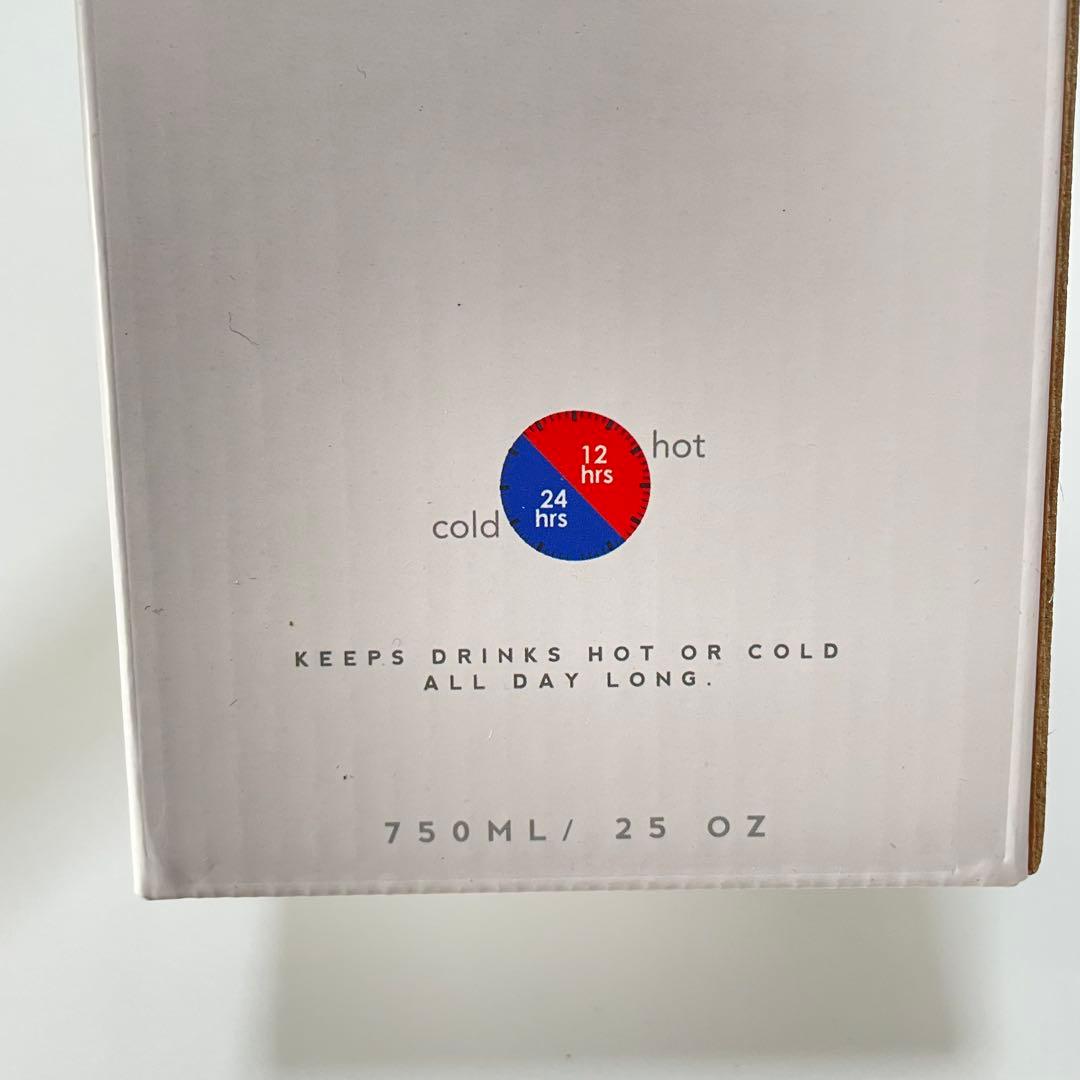 12
hrs
hot
24
hrs
cold
KEEPS DRINKS HOT OR COLD
ALL DAY LONG.
750ML/ 25 OZ